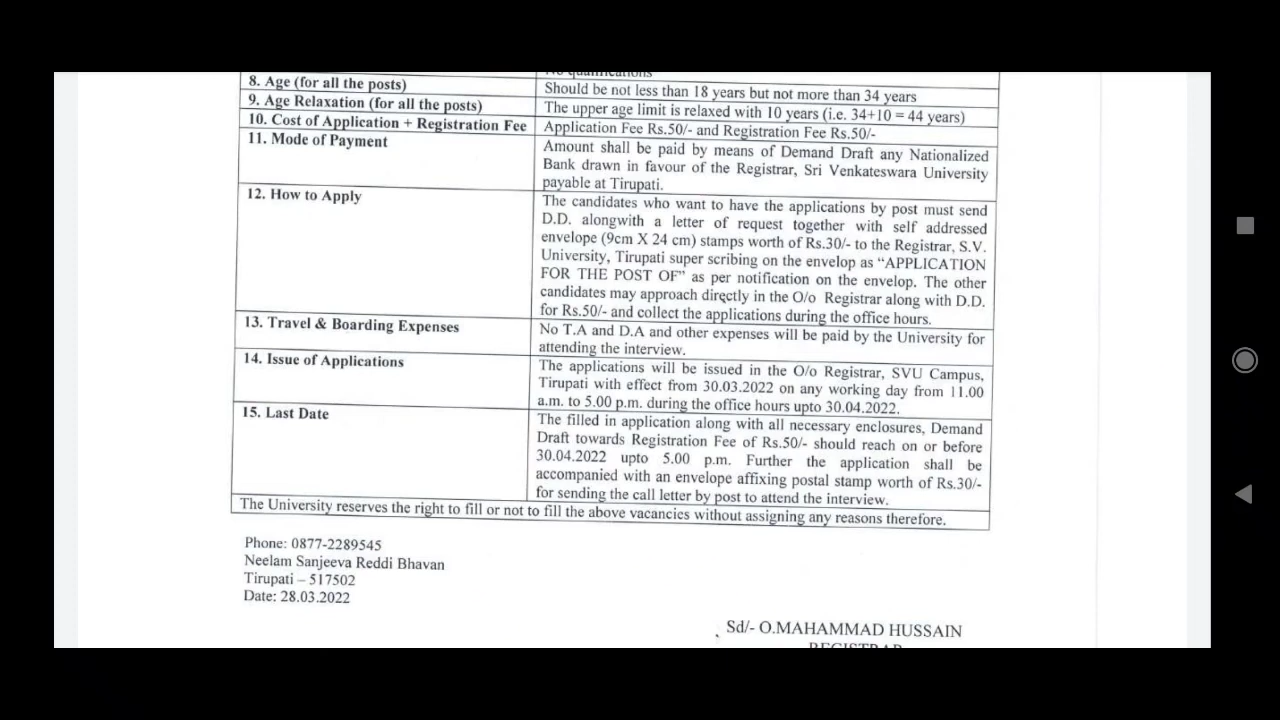 No qualifications
8. Age (for all the posts)
Should be not less than 18 years but not more than 34 years
9. Age Relaxation (for all the posts)
The upper age limit is relaxed with 10 years (i.e. 34+10 = 44 years)
10. Cost of Application + Registration Fee
Application Fee Rs.50/- and Registration Fee Rs.50/-
11. Mode of Payment
Amount shall be paid by means of Demand Draft any Nationalized
Bank drawn in favour of the Registrar, Sri Venkateswara University
payable at Tirupati.
12. How to Apply
The candidates who want to have the applications by post must send
D.D. alongwith a letter of request together with self addressed
envelope (9cm X 24 cm) stamps worth of Rs.30/- to the Registrar, S.V.
University, Tirupati super scribing on the envelop as “APPLICATION
FOR THE POST OF” as per notification on the envelop. The other
candidates may approach directly in the O/o Registrar along with D.D.
for Rs.50/- and collect the applications during the office hours.
13. Travel & Boarding Expenses
No T.A and D.A and other expenses will be paid by the University for
attending the interview.
14. Issue of Applications
The applications will be issued in the O/o Registrar, SVU Campus,
Tirupati with effect from 30.03.2022 on any working day from 11.00
a.m. to 5.00 p.m. during the office hours upto 30.04.2022.
15. Last Date
The filled in application along with all necessary enclosures, Demand
Draft towards Registration Fee of Rs.50/- should reach on or before
30.04.2022 upto 5.00 p.m. Further the application shall be
accompanied with an envelope affixing postal stamp worth of Rs.30/-
for sending the call letter by post to attend the interview.
The University reserves the right to fill or not to fill the above vacancies without assigning any reasons therefore.
Phone: 0877-2289545
Neelam Sanjeeva Reddi Bhavan
Tirupati – 517502
Date: 28.03.2022
Sd/- O.MAHAMMAD HUSSAIN
REGISTRAR